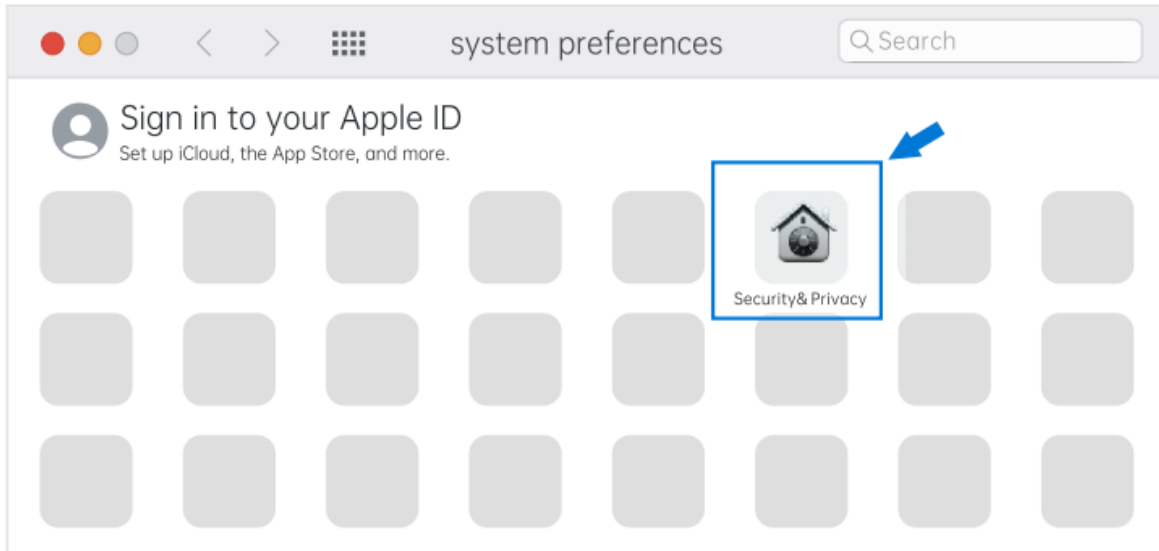 system preferences
Search
Sign in to your Apple ID
Set up iCloud, the App Store, and more.
Security& Privacy